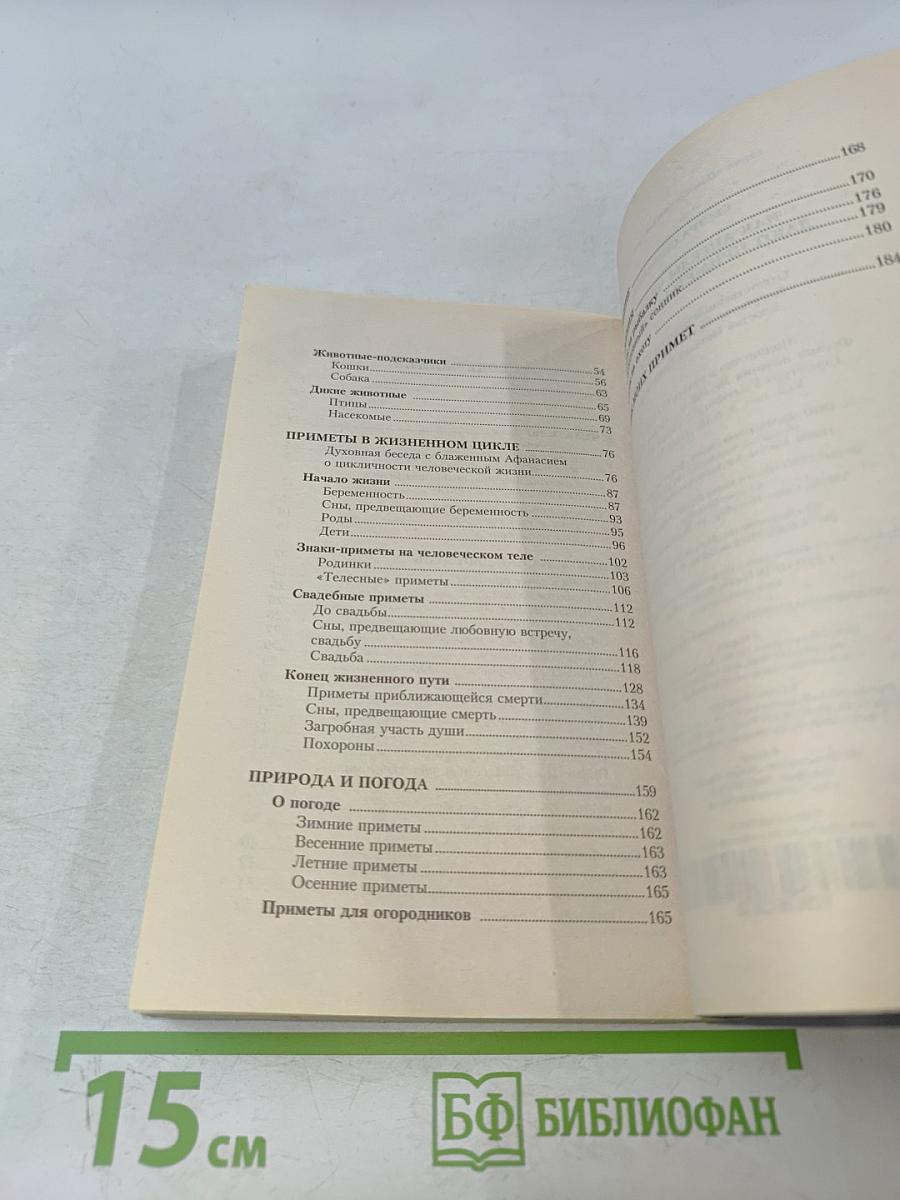 Животные-подсказчики ........ 54
Кошки ........ 56
Собака ........ 63
Дикие животные ........ 65
Птицы ........ 69
Насекомые ........ 73
ПРИМЕТЫ В ЖИЗНЕННОМ ЦИКЛЕ ........ 76
Духовная беседа с блаженным Афанасием
о цикличности человеческой жизни ........ 76
Начало жизни ........ 87
Беременность ........ 87
Сны, предвещающие беременность ........ 93
Роды ........ 95
Дети ........ 96
Знаки-приметы на человеческом теле ........ 102
Родинки ........ 103
«Телесные» приметы ........ 106
Свадебные приметы ........ 112
До свадьбы ........ 112
Сны, предвещающие любовную встречу,
свадьбу ........ 116
Свадьба ........ 118
Конец жизненного пути ........ 128
Приметы приближающейся смерти ........ 134
Сны, предвещающие смерть ........ 139
Загробная участь души ........ 152
Похороны ........ 154
ПРИРОДА И ПОГОДА ........ 159
О погоде ........ 162
Зимние приметы ........ 162
Весенние приметы ........ 163
Летние приметы ........ 163
Осенние приметы ........ 165
Приметы для огородников ........ 165
168
170
176
рыбалку ........ 179
сонник ........ 180
охоту
ПРИМЕТ ........ 184
15 см
БФ БИБЛИОФАН